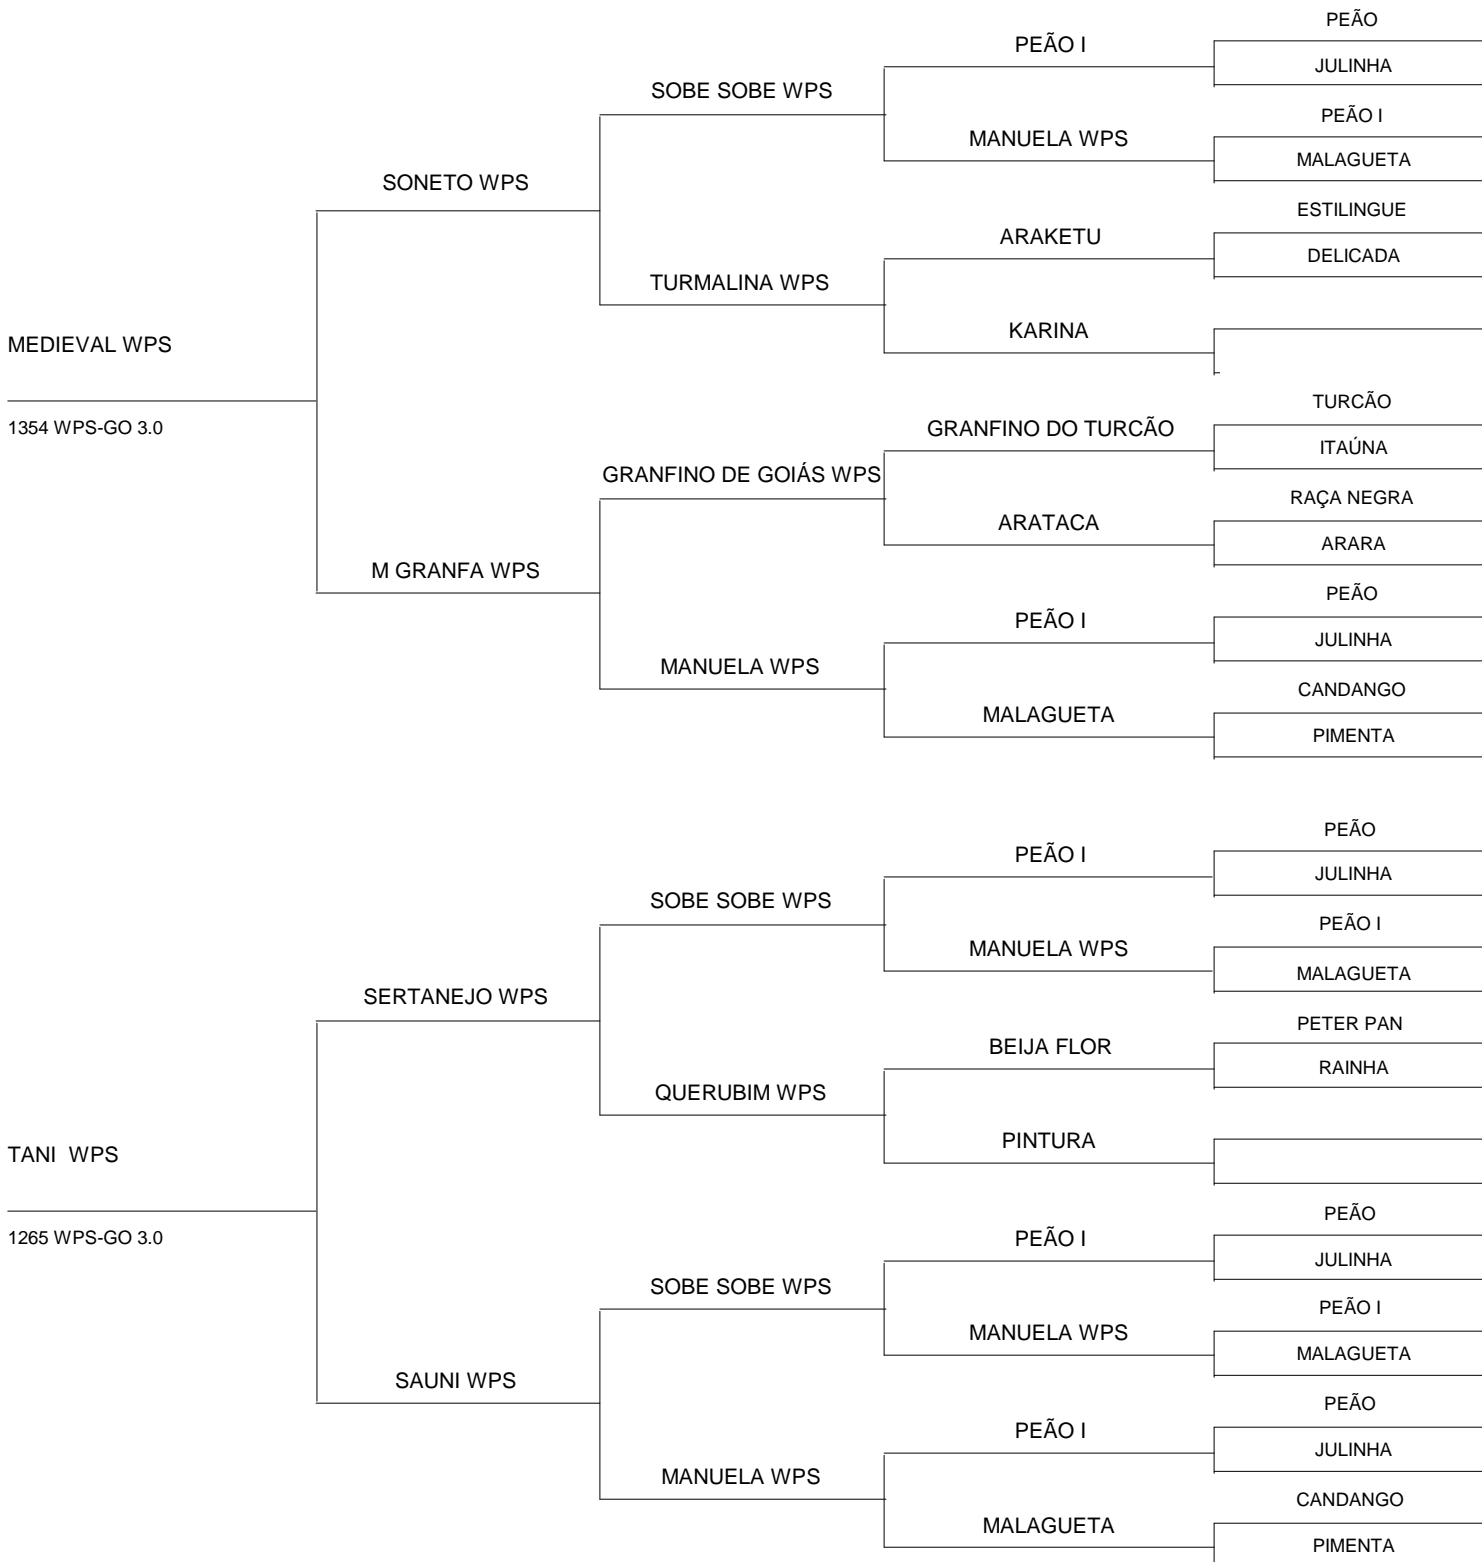 PEÃO
PEÃO I
JULINHA
SOBE SOBE WPS
PEÃO I
MANUELA WPS
MALAGUETA
SONETO WPS
ESTILINGUE
ARAKETU
DELICADA
TURMALINA WPS
KARINA
MEDIEVAL WPS
TURCÃO
1354 WPS-GO 3.0
GRANFINO DO TURCÃO
ITAÚNA
GRANFINO DE GOIÁS WPS
RAÇA NEGRA
ARATACA
ARARA
M GRANFA WPS
PEÃO
PEÃO I
JULINHA
MANUELA WPS
CANDANGO
MALAGUETA
PIMENTA
PEÃO
PEÃO I
JULINHA
SOBE SOBE WPS
PEÃO I
MANUELA WPS
MALAGUETA
SERTANEJO WPS
PETER PAN
BEIJA FLOR
RAINHA
QUERUBIM WPS
PINTURA
TANI  WPS
PEÃO
1265 WPS-GO 3.0
PEÃO I
JULINHA
SOBE SOBE WPS
PEÃO I
MANUELA WPS
MALAGUETA
SAUNI WPS
PEÃO
PEÃO I
JULINHA
MANUELA WPS
CANDANGO
MALAGUETA
PIMENTA